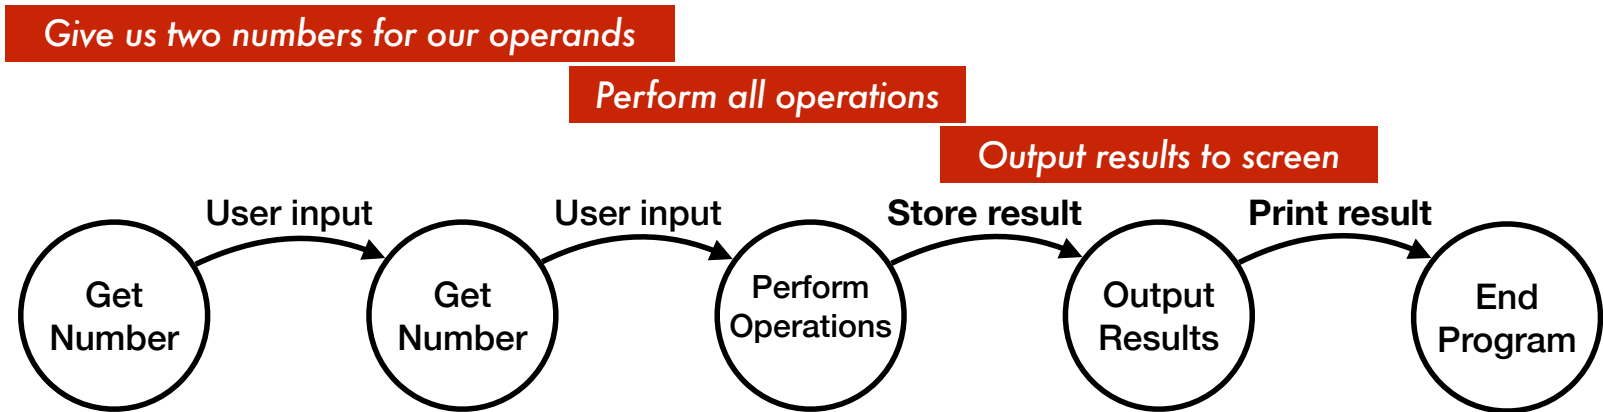 Give us two numbers for our operands
Perform all operations
Output results to screen
User input
User input
Store result
Print result
Get
Number
Get
Number
Perform
Operations
Output
Results
End
Program